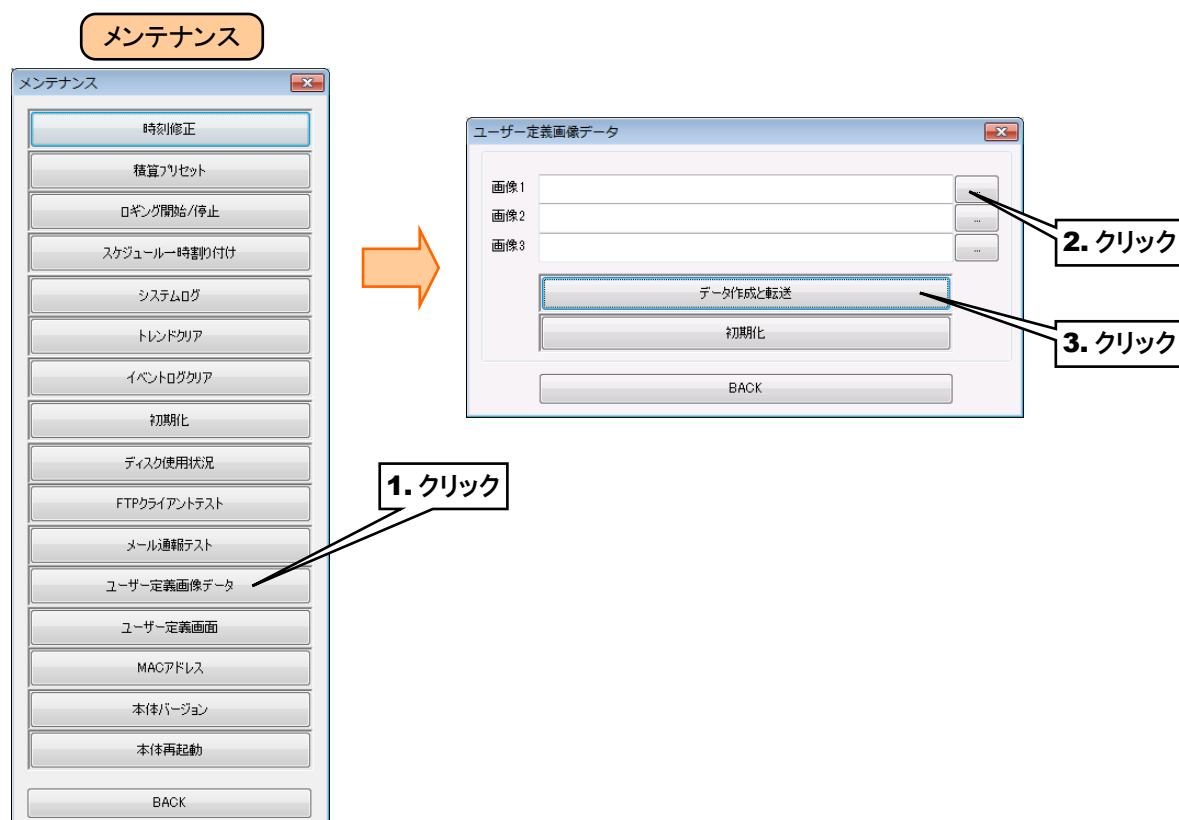 メンテナンス
メンテナンス
時刻修正
積算プリセット
ロギング開始/停止
スケジュール一時割り付け
システムログ
トレンドクリア
イベントログクリア
初期化
ディスク使用状況
FTPクライアントテスト
メール通報テスト
ユーザー定義画像データ
ユーザー定義画面
MACアドレス
本体バージョン
本体再起動
BACK
1. クリック
ユーザー定義画像データ
画像1
...
画像2
...
画像3
...
データ作成と転送
初期化
BACK
2. クリック
3. クリック